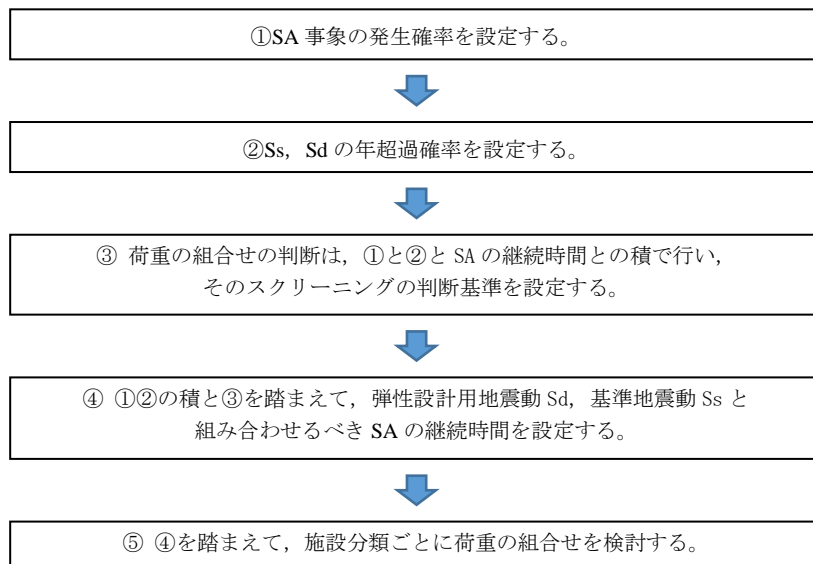 ①SA 事象の発生確率を設定する。
②Ss，Sd の年超過確率を設定する。
③ 荷重の組合せの判断は，①と②と SA の継続時間との積で行い，
そのスクリーニングの判断基準を設定する。
④ ①②の積と③を踏まえて，弾性設計用地震動 Sd，基準地震動 Ss と
組み合わせるべき SA の継続時間を設定する。
⑤ ④を踏まえて，施設分類ごとに荷重の組合せを検討する。